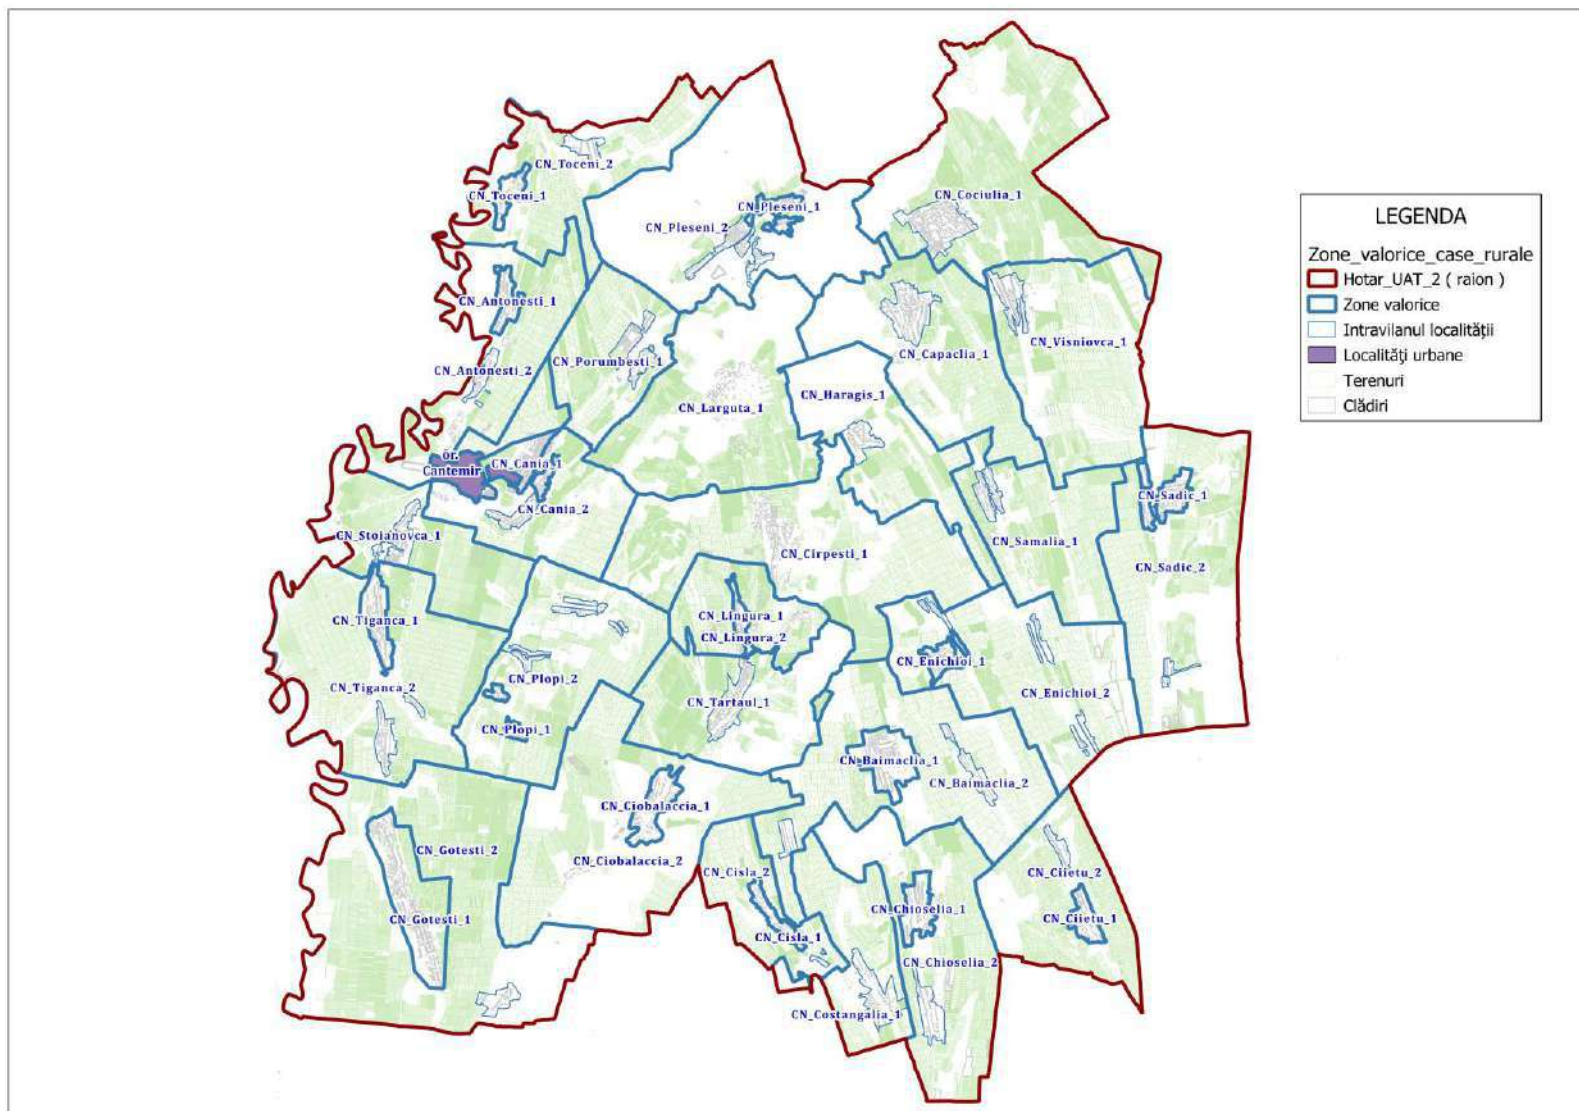 CN_Toceni_2
CN_Toceni_1
CN_Cociulia_1
CN_Pleseni_1
CN_Pleseni_2
CN_Antonesti_1
CN_Visniovca_1
CN_Capaclia_1
CN_Porumbesti_1
CN_Antonesti_2
CN_Haragis_1
CN_Larguta_1
or.
Cantemir
CN_Cania_1
CN_Sadic_1
CN_Cania_2
CN_Stoianovca_1
CN_Samalia_1
CN_Cirpesti_1
CN_Sadic_2
CN_Tiganca_1
CN_Lingura_1
CN_Lingura_2
CN_Enichioi_1
CN_Plopi_2
CN_Tiganca_2
CN_Enichioi_2
CN_Tartaul_1
CN_Plopi_1
CN_Baimaclia_1
CN_Baimaclia_2
CN_Ciobalaccia_1
CN_Gotesti_2
CN_Ciobalaccia_2
CN_Cisla_2
CN_Ciietu_2
CN_Chioselia_1
CN_Gotesti_1
CN_Ciietu_1
CN_Cisla_1
CN_Chioselia_2
CN_Costangalia_1
LEGENDA
Zone_valorice_case_rurale
Hotar_UAT_2 ( raion )
Zone valorice
Intravilanul localității
Localităţi urbane
Terenuri
Clădiri